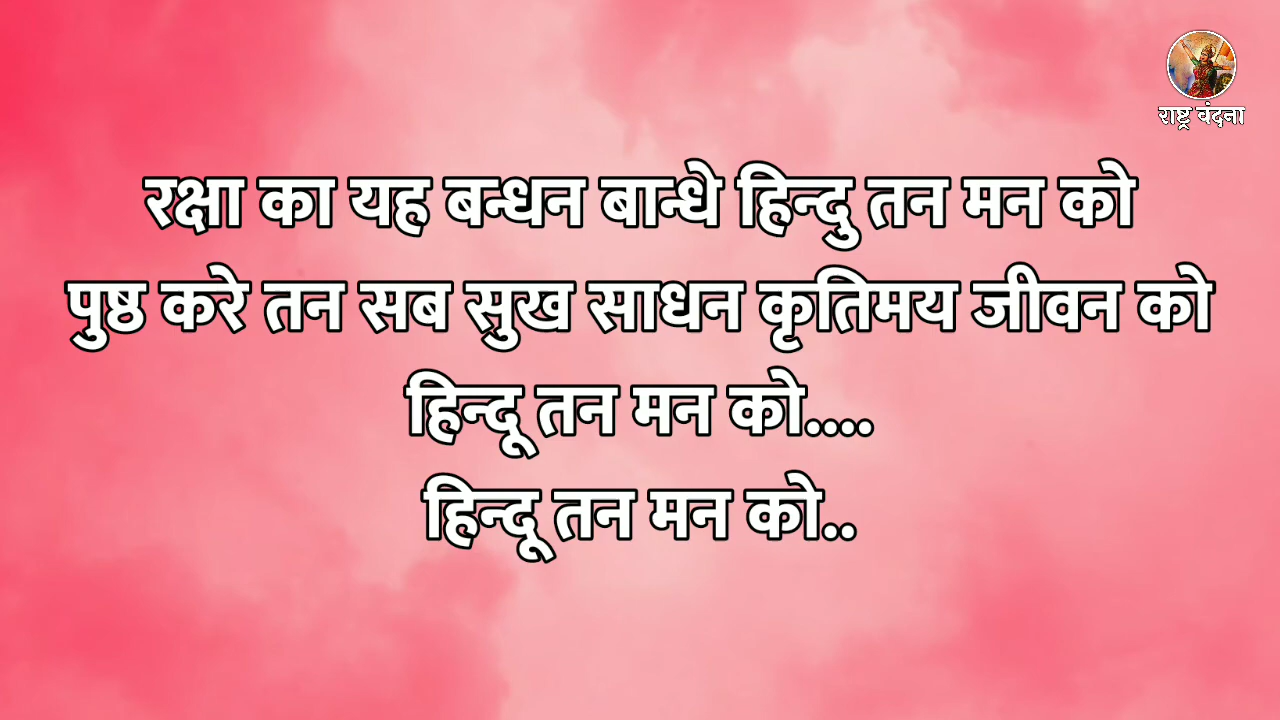 राष्ट्र वंदना
रक्षा का यह बन्धन बान्धे हिन्दु तन मन को
पुष्ठ करे तन सब सुख साधन कृतिमय जीवन को
हिन्दू तन मन को....
हिन्दू तन मन को..